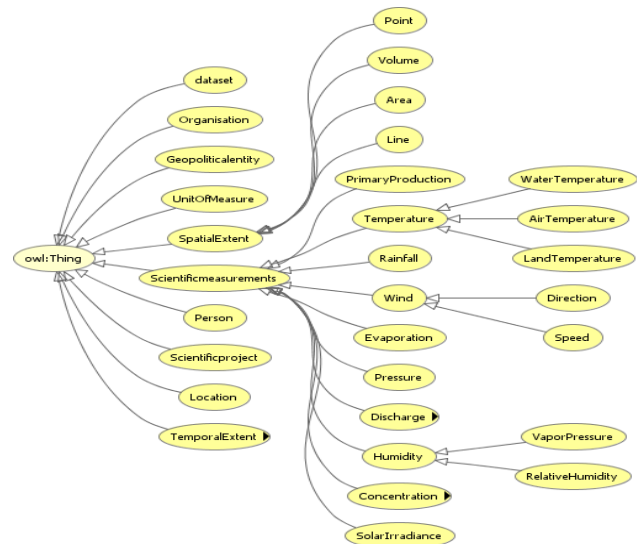 Point
Volume
dataset
Area
Organisation
Line
Geopoliticalentity
PrimaryProduction
WaterTemperature
UnitOfMeasure
Temperature
AirTemperature
SpatialExtent
owl:Thing
Rainfall
LandTemperature
Scientificmeasurements
Wind
Direction
Person
Evaporation
Speed
Scientificproject
Pressure
Location
Discharge
TemporalExtent
Humidity
VaporPressure
RelativeHumidity
Concentration
SolarIrradiance